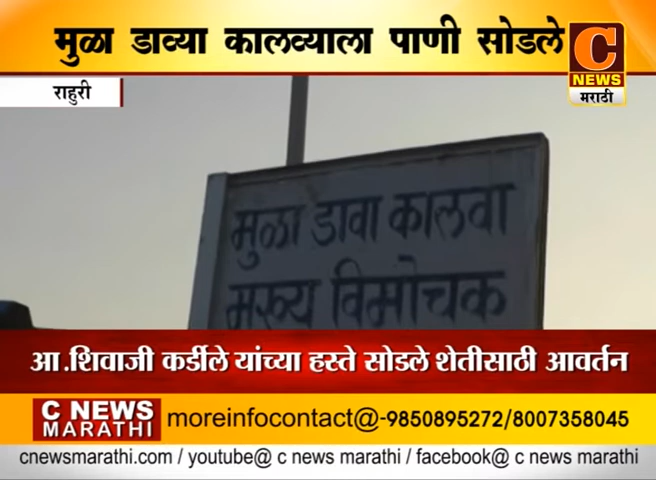 मुळा डाव्या कालव्याला पाणी सोडले
C
NEWS
मराठी
राहुरी
मुळा डावा कालवा
मुख्य विमोचक
आ.शिवाजी कर्डीले यांच्या हस्ते सोडले शेतीसाठी आवर्तन
C NEWS
MARATHI
moreinfocontact@-9850895272/8007358045
cnewsmarathi.com / youtube@ c news marathi / facebook@ c news marathi